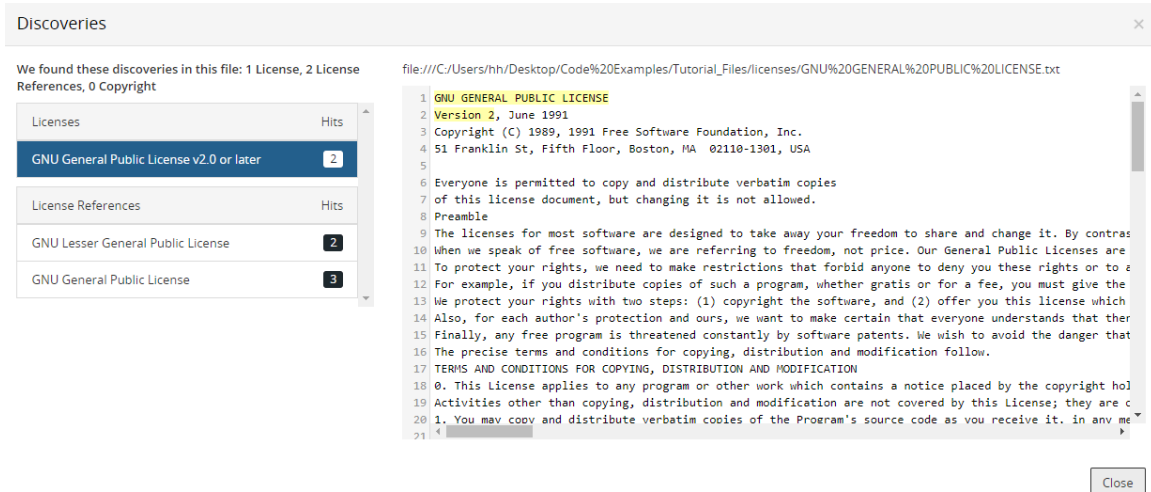 Discoveries
×
We found these discoveries in this file: 1 License, 2 License
References, 0 Copyright
Licenses Hits
GNU General Public License v2.0 or later 2
License References Hits
GNU Lesser General Public License 2
GNU General Public License 3
file:///C:/Users/hh/Desktop/Code%20Examples/Tutorial_Files/licenses/GNU%20GENERAL%20PUBLIC%20LICENSE.txt
1 GNU GENERAL PUBLIC LICENSE
2 Version 2, June 1991
3 Copyright (C) 1989, 1991 Free Software Foundation, Inc.
4 51 Franklin St, Fifth Floor, Boston, MA  02110-1301, USA
5
6 Everyone is permitted to copy and distribute verbatim copies
7 of this license document, but changing it is not allowed.
8 Preamble
9 The licenses for most software are designed to take away your freedom to share and change it. By contras
10 When we speak of free software, we are referring to freedom, not price. Our General Public Licenses are
11 To protect your rights, we need to make restrictions that forbid anyone to deny you these rights or to a
12 For example, if you distribute copies of such a program, whether gratis or for a fee, you must give the
13 We protect your rights with two steps: (1) copyright the software, and (2) offer you this license which
14 Also, for each author's protection and ours, we want to make certain that everyone understands that ther
15 Finally, any free program is threatened constantly by software patents. We wish to avoid the danger that
16 The precise terms and conditions for copying, distribution and modification follow.
17 TERMS AND CONDITIONS FOR COPYING, DISTRIBUTION AND MODIFICATION
18 0. This License applies to any program or other work which contains a notice placed by the copyright hol
19 Activities other than copying, distribution and modification are not covered by this License; they are o
20 1. You may copy and distribute verbatim copies of the Program's source code as you receive it, in any me
21
Close